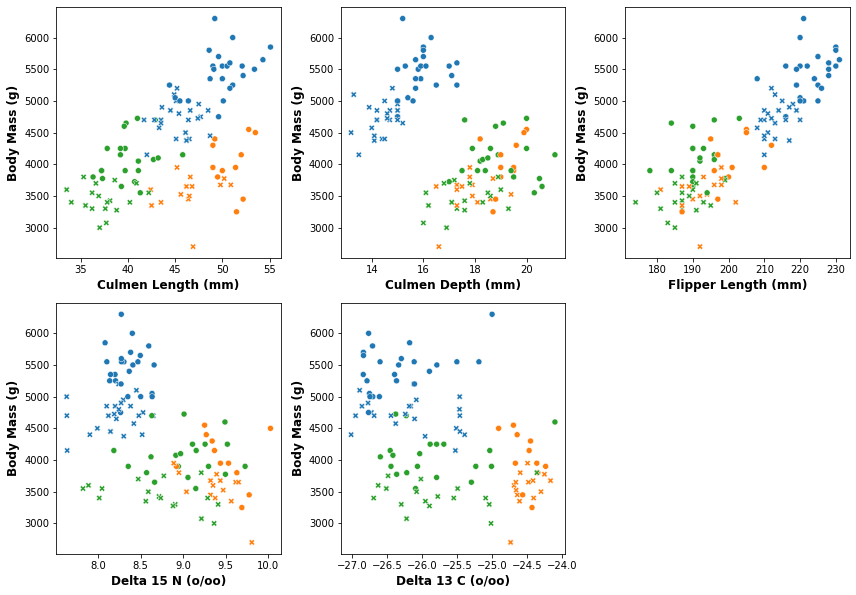 6000
5500
5000
4500
4000
3500
3000
Body Mass (g)
35 40 45 50 55
Culmen Length (mm)
6000
5500
5000
4500
4000
3500
3000
Body Mass (g)
14 16 18 20
Culmen Depth (mm)
6000
5500
5000
4500
4000
3500
3000
Body Mass (g)
180 190 200 210 220 230
Flipper Length (mm)
6000
5500
5000
4500
4000
3500
3000
Body Mass (g)
8.0 8.5 9.0 9.5 10.0
Delta 15 N (o/oo)
6000
5500
5000
4500
4000
3500
3000
Body Mass (g)
−27.0 −26.5 −26.0 −25.5 −25.0 −24.5 −24.0
Delta 13 C (o/oo)